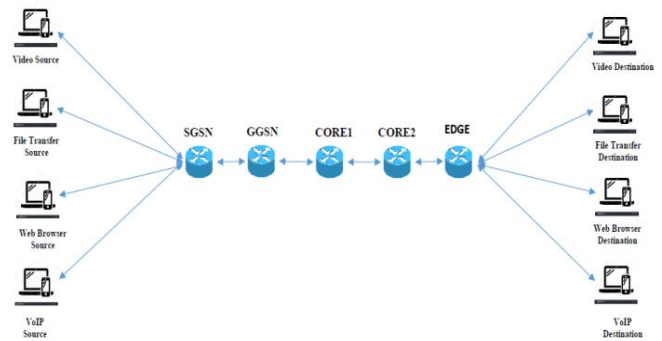 Video Source
File Transfer
Source
Web Browser
Source
VoIP
Source
SGSN
GGSN
CORE1
CORE2
EDGE
Video Destination
File Transfer
Destination
Web Browser
Destination
VoIP
Destination